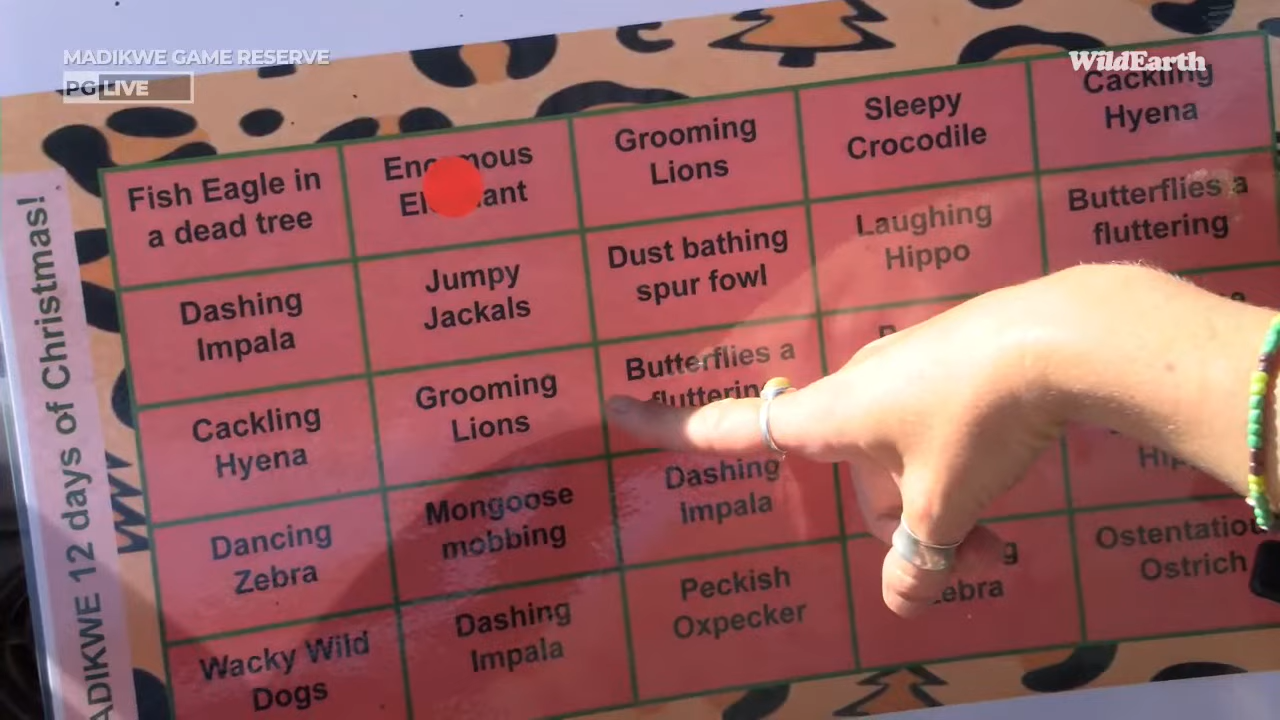 MADIKWE GAME RESERVE
PG LIVE
WildEarth
ADIKWE 12 days of Christmas!
Fish Eagle in
a dead tree
Grooming
Lions
Sleepy
Crocodile
Cackling
Hyena
Dashing
Impala
Jumpy
Jackals
Dust bathing
spur fowl
Laughing
Hippo
Butterflies a
fluttering
Cackling
Hyena
Grooming
Lions
Butterflies a
Dancing
Zebra
Mongoose
mobbing
Dashing
Impala
Wacky Wild
Dogs
Dashing
Impala
Peckish
Oxpecker
Ostentatiou
Ostrich